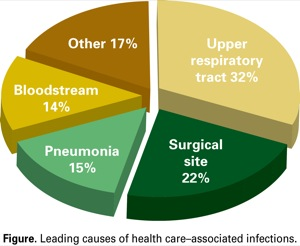 Other 17%
Upper
respiratory
tract 32%
Bloodstream
14%
Pneumonia
15%
Surgical
site
22%
Figure. Leading causes of health care–associated infections.